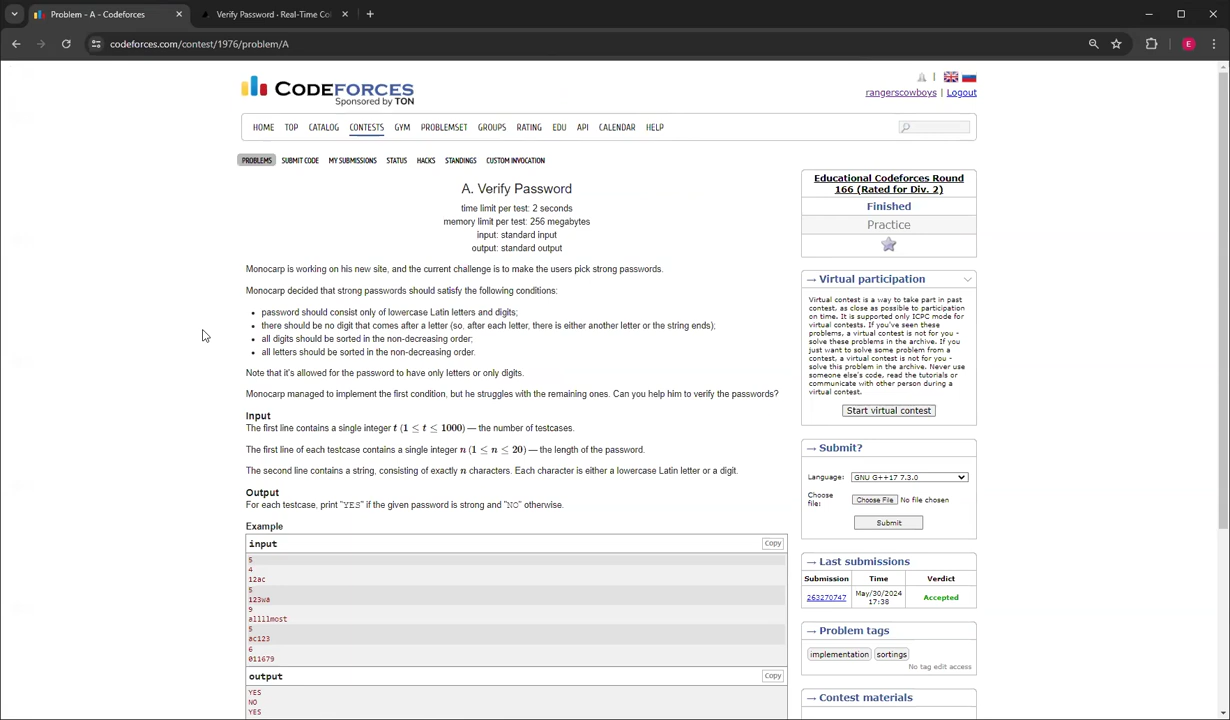 Problem - A - Codeforces
Verify Password · Real-Time Co
codeforces.com/contest/1976/problem/A
E
CODEFORCES
Sponsored by TON
rangerscowboys | Logout
HOME TOP CATALOG CONTESTS GYM PROBLEMSET GROUPS RATING EDU API CALENDAR HELP
PROBLEMS SUBMIT CODE MY SUBMISSIONS STATUS HACKS STANDINGS CUSTOM INVOCATION
A. Verify Password
time limit per test: 2 seconds
memory limit per test: 256 megabytes
input: standard input
output: standard output
Monocarp is working on his new site, and the current challenge is to make the users pick strong passwords.
Monocarp decided that strong passwords should satisfy the following conditions:
• password should consist only of lowercase Latin letters and digits;
• there should be no digit that comes after a letter (so, after each letter, there is either another letter or the string ends);
• all digits should be sorted in the non-decreasing order;
• all letters should be sorted in the non-decreasing order.
Note that it's allowed for the password to have only letters or only digits.
Monocarp managed to implement the first condition, but he struggles with the remaining ones. Can you help him to verify the passwords?
Input
The first line contains a single integer t (1 ≤ t ≤ 1000) — the number of testcases.
The first line of each testcase contains a single integer n (1 ≤ n ≤ 20) — the length of the password.
The second line contains a string, consisting of exactly n characters. Each character is either a lowercase Latin letter or a digit.
Output
For each testcase, print "YES" if the given password is strong and "NO" otherwise.
Example
input
Copy
5
4
12ac
5
123wa
9
allllmost
5
ac123
6
011679
output
Copy
YES
NO
YES
Educational Codeforces Round
166 (Rated for Div. 2)
Finished
Practice
→ Virtual participation
Virtual contest is a way to take part in past
contest, as close as possible to participation
on time. It is supported only ICPC mode for
virtual contests. If you've seen these
problems, a virtual contest is not for you -
solve these problems in the archive. If you
just want to solve some problem from a
contest, a virtual contest is not for you -
solve this problem in the archive. Never use
someone else's code, read the tutorials or
communicate with other person during a
virtual contest.
Start virtual contest
→ Submit?
Language: GNU G++17 7.3.0
Choose
file: Choose File No file chosen
Submit
→ Last submissions
Submission Time Verdict
263270747 May/30/2024
17:38 Accepted
→ Problem tags
implementation sortings
No tag edit access
→ Contest materials